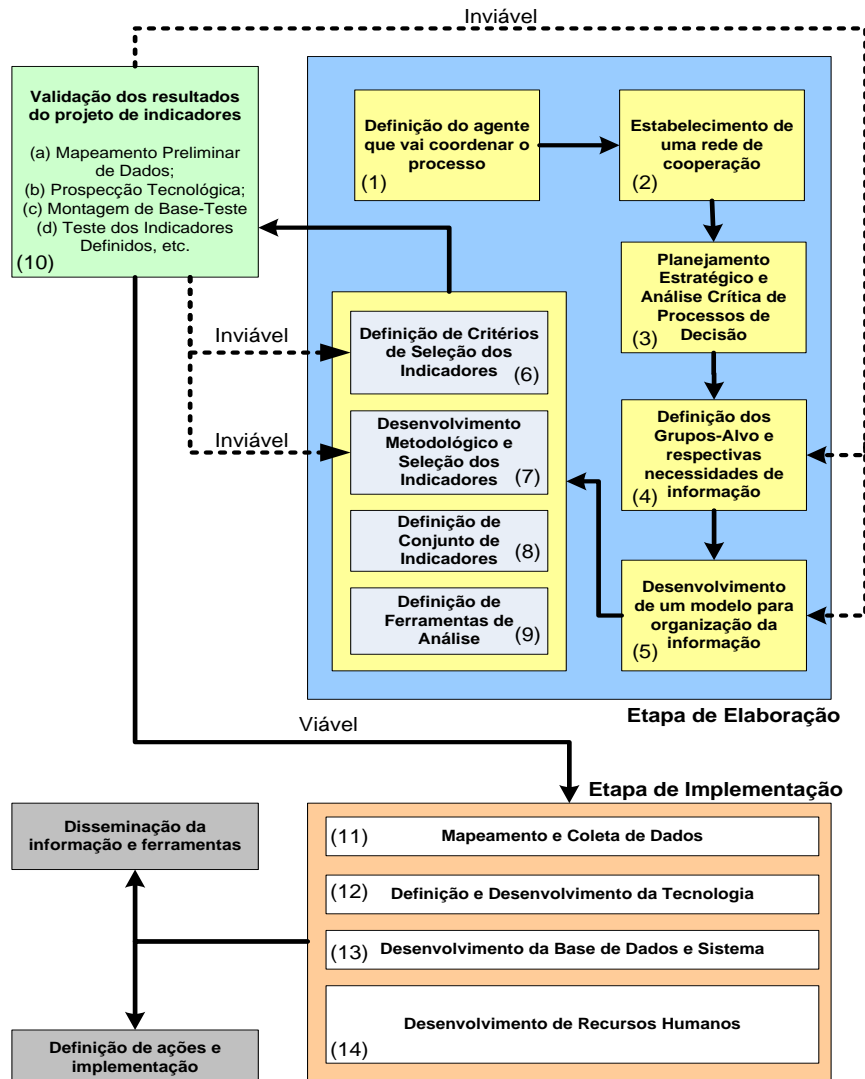 Inviável
Validação dos resultados
do projeto de indicadores
(a) Mapeamento Preliminar
de Dados;
(b) Prospecção Tecnológica;
(c) Montagem de Base-Teste
(d) Teste dos Indicadores
Definidos, etc.
(10)
Definição do agente
que vai coordenar o
processo
(1)
Estabelecimento de
uma rede de
cooperação
(2)
Planejamento
Estratégico e
Análise Crítica de
Processos de
Decisão
(3)
Definição dos
Grupos-Alvo e
respectivas
necessidades de
informação
(4)
Desenvolvimento
de um modelo para
organização da
informação
(5)
Inviável
Definição de Critérios
de Seleção dos
Indicadores
(6)
Inviável
Desenvolvimento
Metodológico e
Seleção dos
Indicadores
(7)
Definição de
Conjunto de
Indicadores
(8)
Definição de
Ferramentas de
Análise
(9)
Etapa de Elaboração
Viável
Etapa de Implementação
(11) Mapeamento e Coleta de Dados
(12) Definição e Desenvolvimento da Tecnologia
(13) Desenvolvimento da Base de Dados e Sistema
Desenvolvimento de Recursos Humanos
(14)
Disseminação da
informação e ferramentas
Definição de ações e
implementação